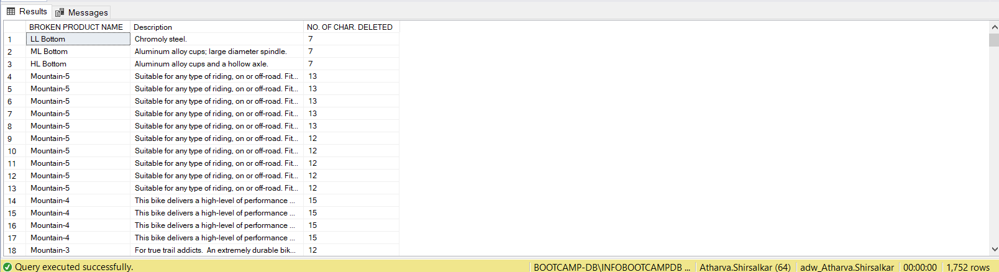 Results Messages
BROKEN PRODUCT NAME Description NO. OF CHAR. DELETED
1 LL Bottom Chromoly steel. 7
2 ML Bottom Aluminum alloy cups; large diameter spindle. 7
3 HL Bottom Aluminum alloy cups and a hollow axle. 7
4 Mountain-5 Suitable for any type of riding, on or off-road. Fit... 13
5 Mountain-5 Suitable for any type of riding, on or off-road. Fit... 13
6 Mountain-5 Suitable for any type of riding, on or off-road. Fit... 13
7 Mountain-5 Suitable for any type of riding, on or off-road. Fit... 13
8 Mountain-5 Suitable for any type of riding, on or off-road. Fit... 13
9 Mountain-5 Suitable for any type of riding, on or off-road. Fit... 12
10 Mountain-5 Suitable for any type of riding, on or off-road. Fit... 12
11 Mountain-5 Suitable for any type of riding, on or off-road. Fit... 12
12 Mountain-5 Suitable for any type of riding, on or off-road. Fit... 12
13 Mountain-5 Suitable for any type of riding, on or off-road. Fit... 12
14 Mountain-4 This bike delivers a high-level of performance ... 15
15 Mountain-4 This bike delivers a high-level of performance ... 15
16 Mountain-4 This bike delivers a high-level of performance ... 15
17 Mountain-4 This bike delivers a high-level of performance ... 15
18 Mountain-3 For true trail addicts.  An extremely durable bik... 12
Query executed successfully. BOOTCAMP-DB\INFOBOOTCAMPDB ... Atharva.Shirsalkar (64) adw_Atharva.Shirsalkar 00:00:00 1,752 rows